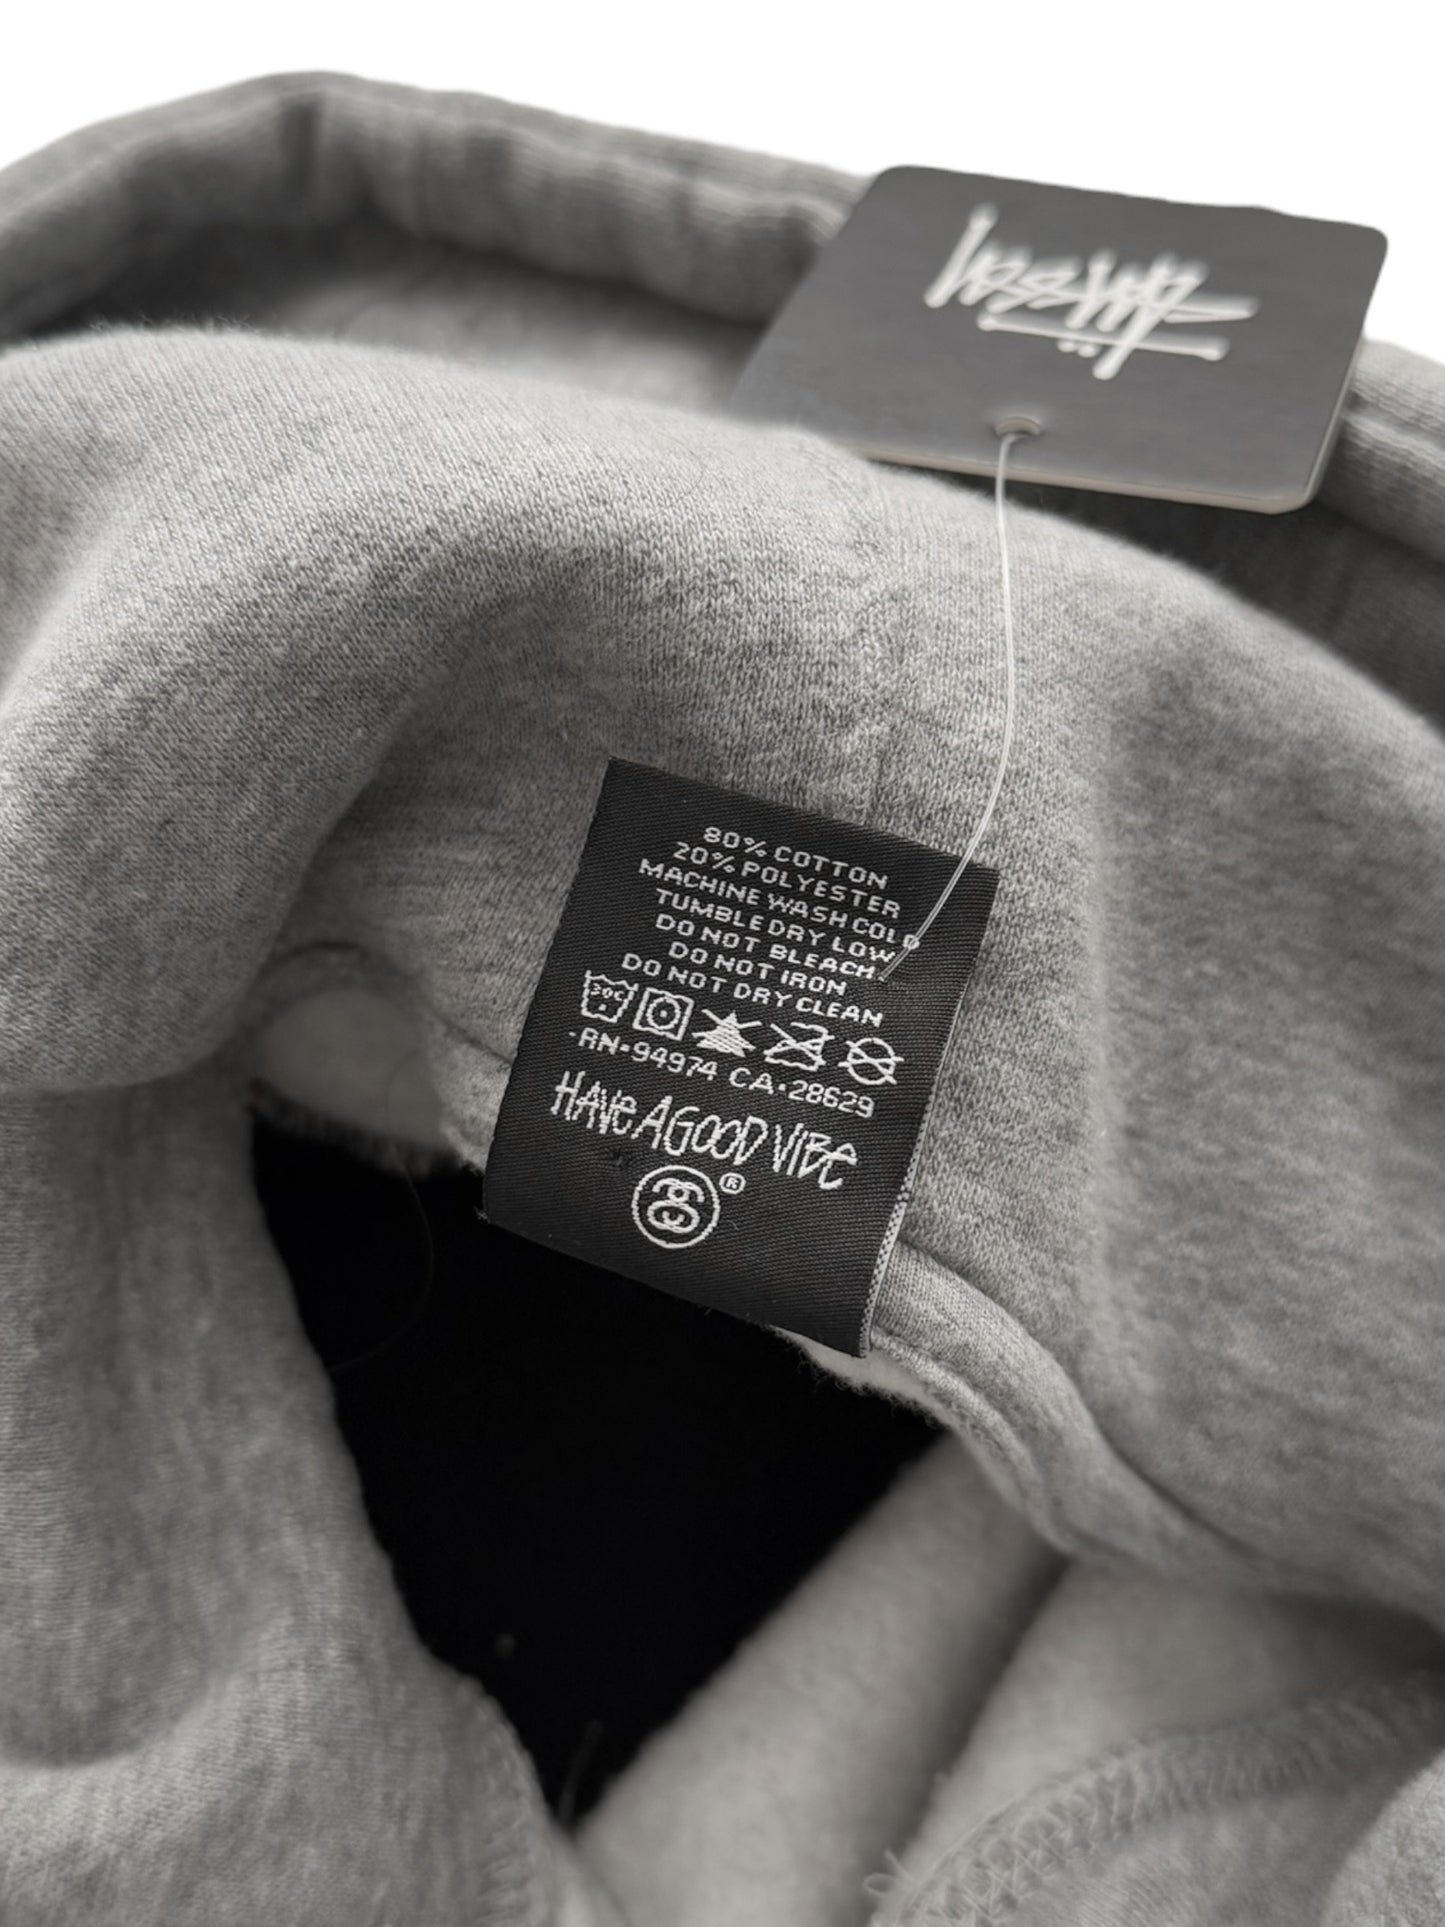 Stüssy
80% COTTON
20% POLYESTER
MACHINE WASH COLD
TUMBLE DRY LOW
DO NOT BLEACH
DO NOT IRON
DO NOT DRY CLEAN
30C
-RN•94974 CA•28629
HAVE A GOOD VIBE
®